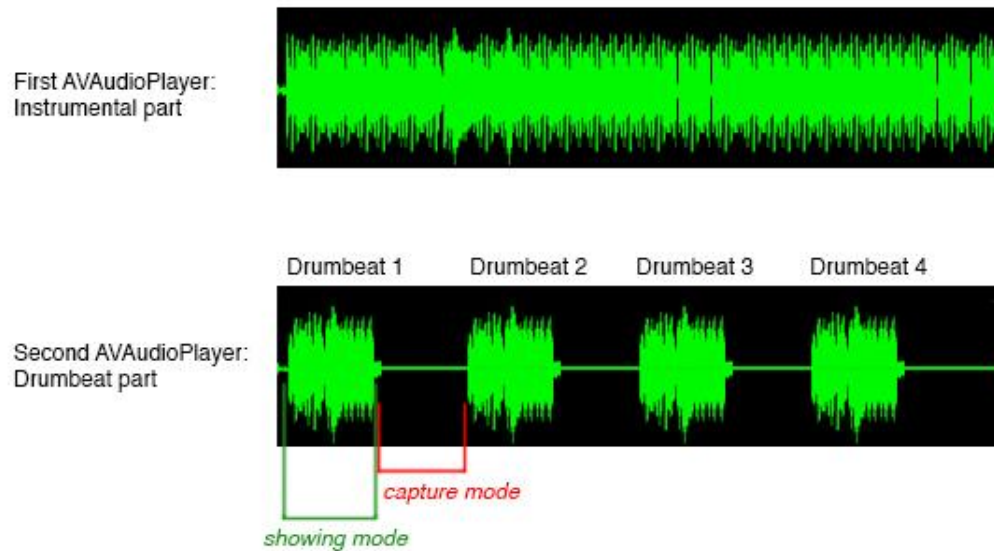 First AVAudioPlayer:
Instrumental part
Drumbeat 1 Drumbeat 2 Drumbeat 3 Drumbeat 4
Second AVAudioPlayer:
Drumbeat part
capture mode
showing mode